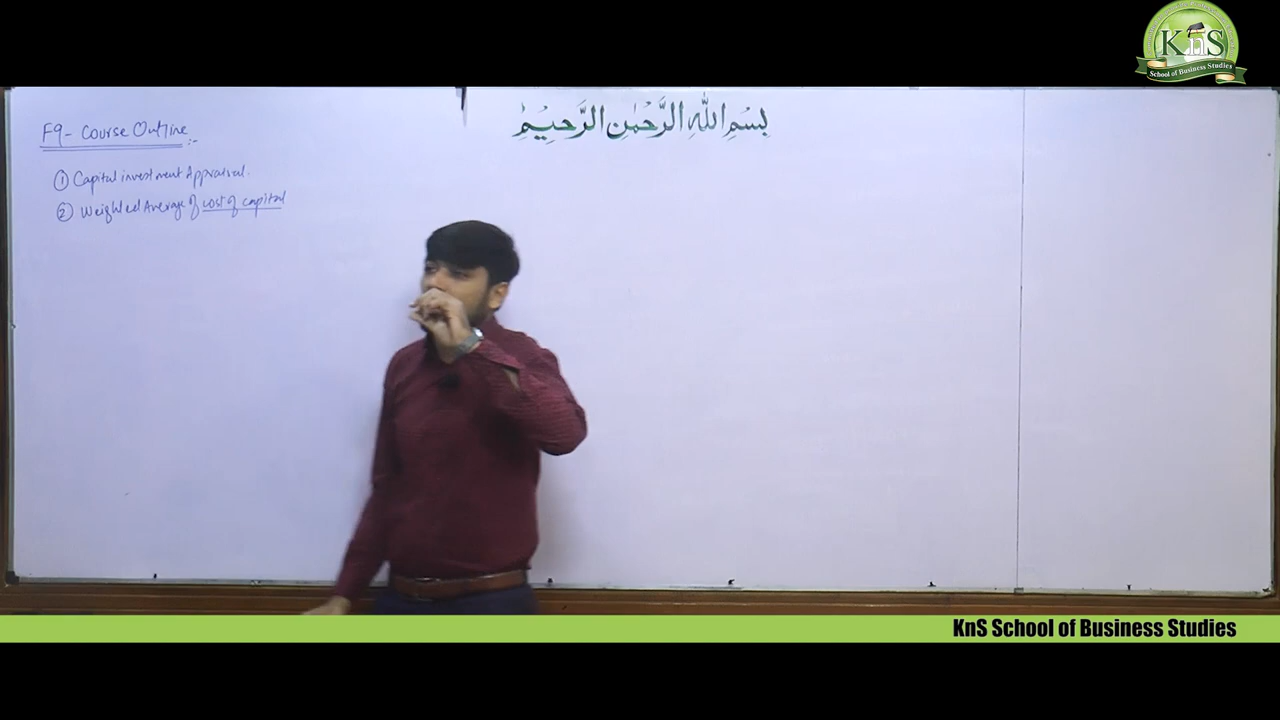 KnS
School of Business Studies
بِسْمِ اللهِ الرَّحْمٰنِ الرَّحِيْمِ
F9 - Course Outline :-
① Capital investment Appraisal.
② Weighted Average of cost of capital
KnS School of Business Studies